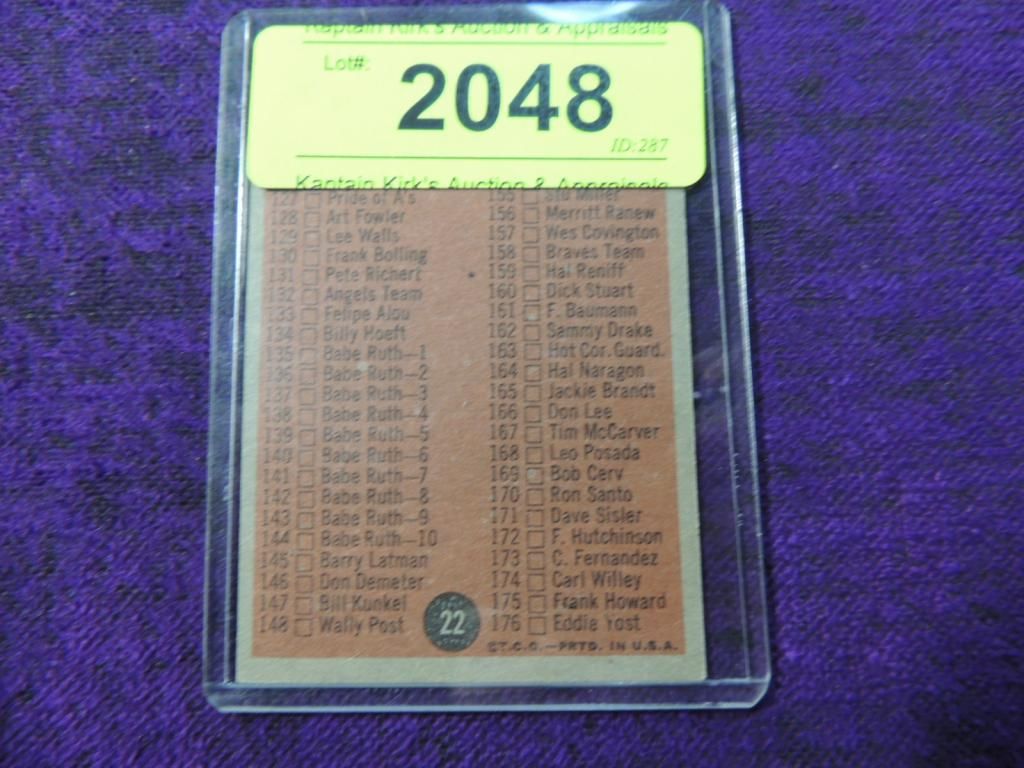 Kaptain Kirk's Auction & Appraisals
Lot#:
2048
ID:287
Kaptain Kirk's Auction & Appraisals
127 Pride of A's
128 Art Fowler
129 Lee Walls
130 Frank Bolling
131 Pete Richert
132 Angels Team
133 Felipe Alou
134 Billy Hoeft
135 Babe Ruth—1
136 Babe Ruth—2
137 Babe Ruth—3
138 Babe Ruth—4
139 Babe Ruth—5
140 Babe Ruth—6
141 Babe Ruth—7
142 Babe Ruth—8
143 Babe Ruth—9
144 Babe Ruth—10
145 Barry Latman
146 Don Demeter
147 Bill Kunkel
148 Wally Post
155 Stu Miller
156 Merritt Ranew
157 Wes Covington
158 Braves Team
159 Hal Reniff
160 Dick Stuart
161 F. Baumann
162 Sammy Drake
163 Hot Cor. Guard.
164 Hal Naragon
165 Jackie Brandt
166 Don Lee
167 Tim McCarver
168 Leo Posada
169 Bob Cerv
170 Ron Santo
171 Dave Sisler
172 F. Hutchinson
173 C. Fernandez
174 Carl Willey
175 Frank Howard
176 Eddie Yost
22
©T.C.G.—PRTD. IN U.S.A.